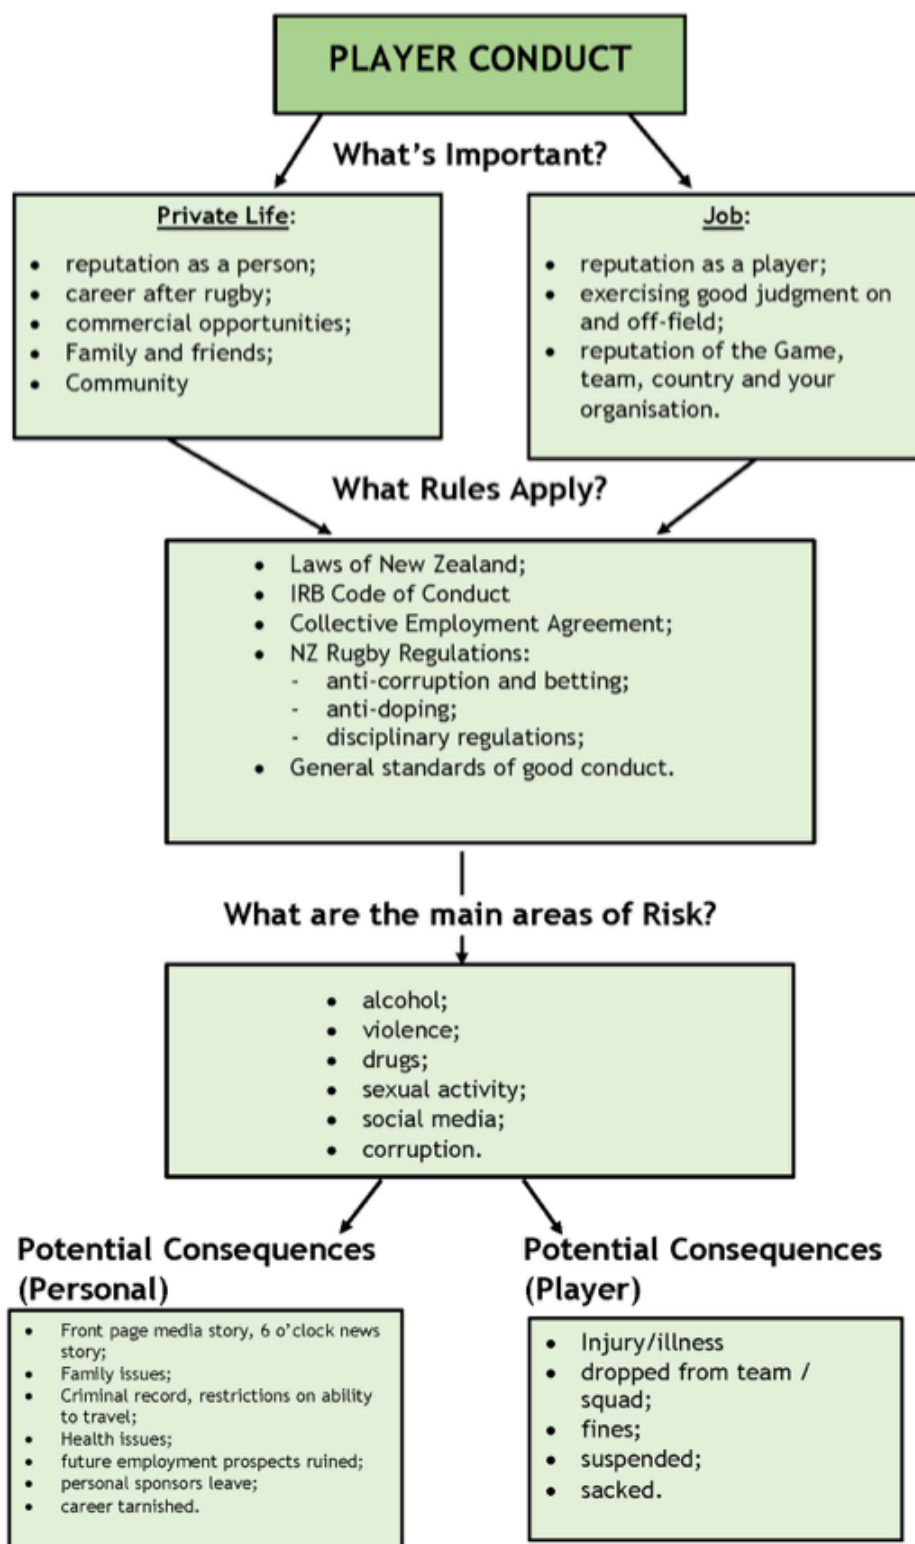 PLAYER CONDUCT
What's Important?
Private Life:
• reputation as a person;
• career after rugby;
• commercial opportunities;
• Family and friends;
• Community
Job:
• reputation as a player;
• exercising good judgment on
and off-field;
• reputation of the Game,
team, country and your
organisation.
What Rules Apply?
• Laws of New Zealand;
• IRB Code of Conduct
• Collective Employment Agreement;
• NZ Rugby Regulations:
- anti-corruption and betting;
- anti-doping;
- disciplinary regulations;
• General standards of good conduct.
What are the main areas of Risk?
• alcohol;
• violence;
• drugs;
• sexual activity;
• social media;
• corruption.
Potential Consequences
(Personal)
• Front page media story, 6 o'clock news
story;
• Family issues;
• Criminal record, restrictions on ability
to travel;
• Health issues;
• future employment prospects ruined;
• personal sponsors leave;
• career tarnished.
Potential Consequences
(Player)
• Injury/illness
• dropped from team /
squad;
• fines;
• suspended;
• sacked.